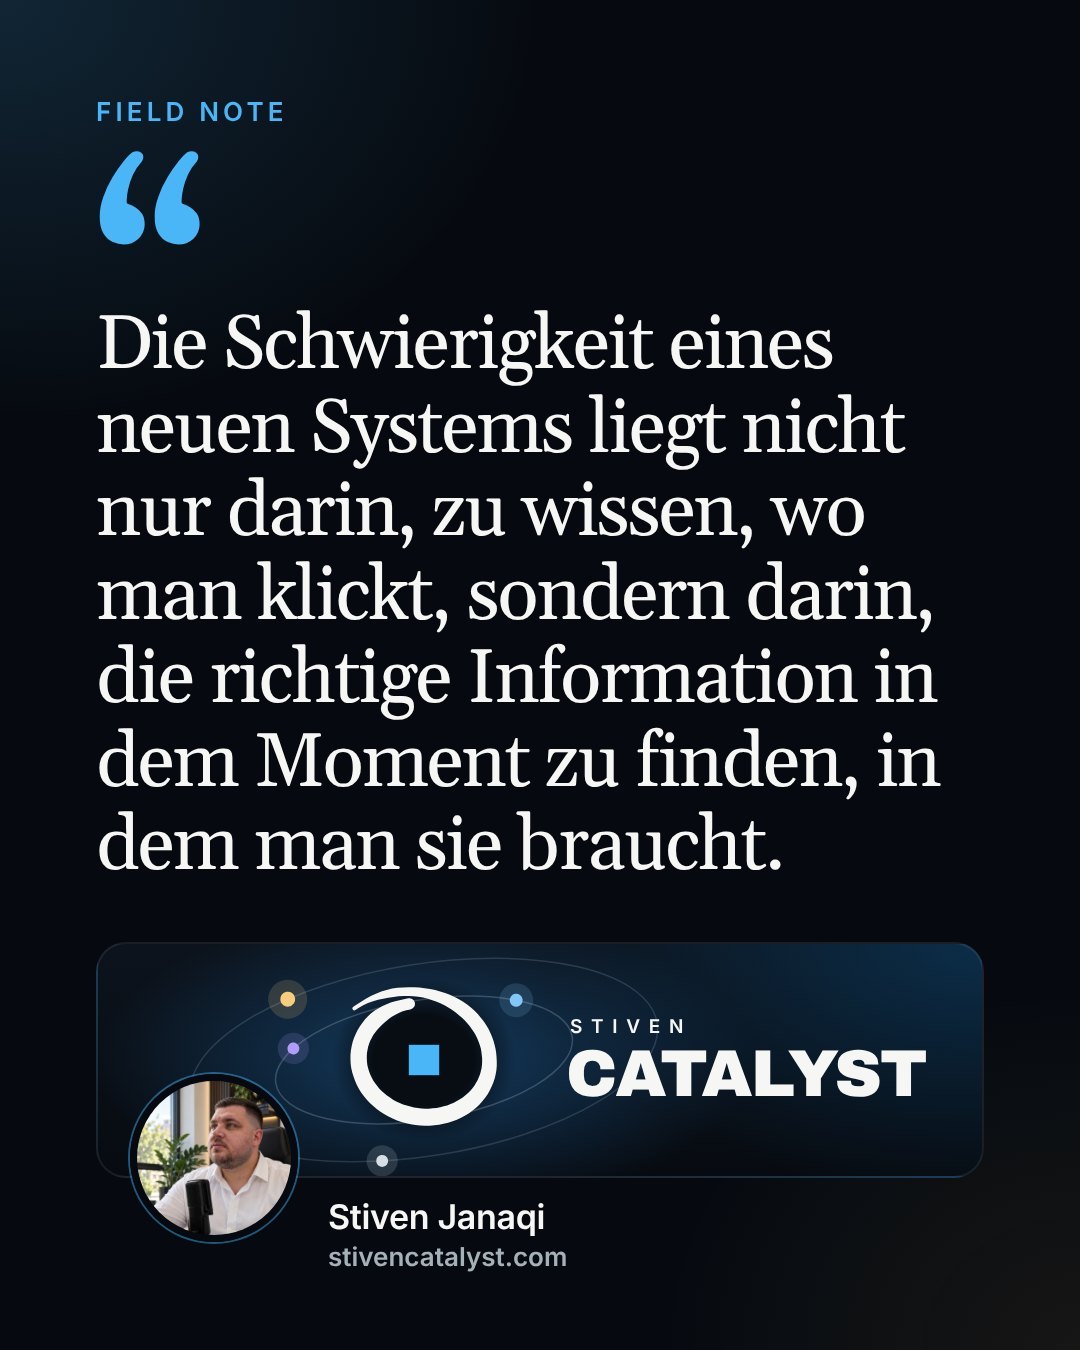 FIELD NOTE
“
Die Schwierigkeit eines
neuen Systems liegt nicht
nur darin, zu wissen, wo
man klickt, sondern darin,
die richtige Information in
dem Moment zu finden, in
dem man sie braucht.
STIVEN
CATALYST
Stiven Janaqi
stivencatalyst.com